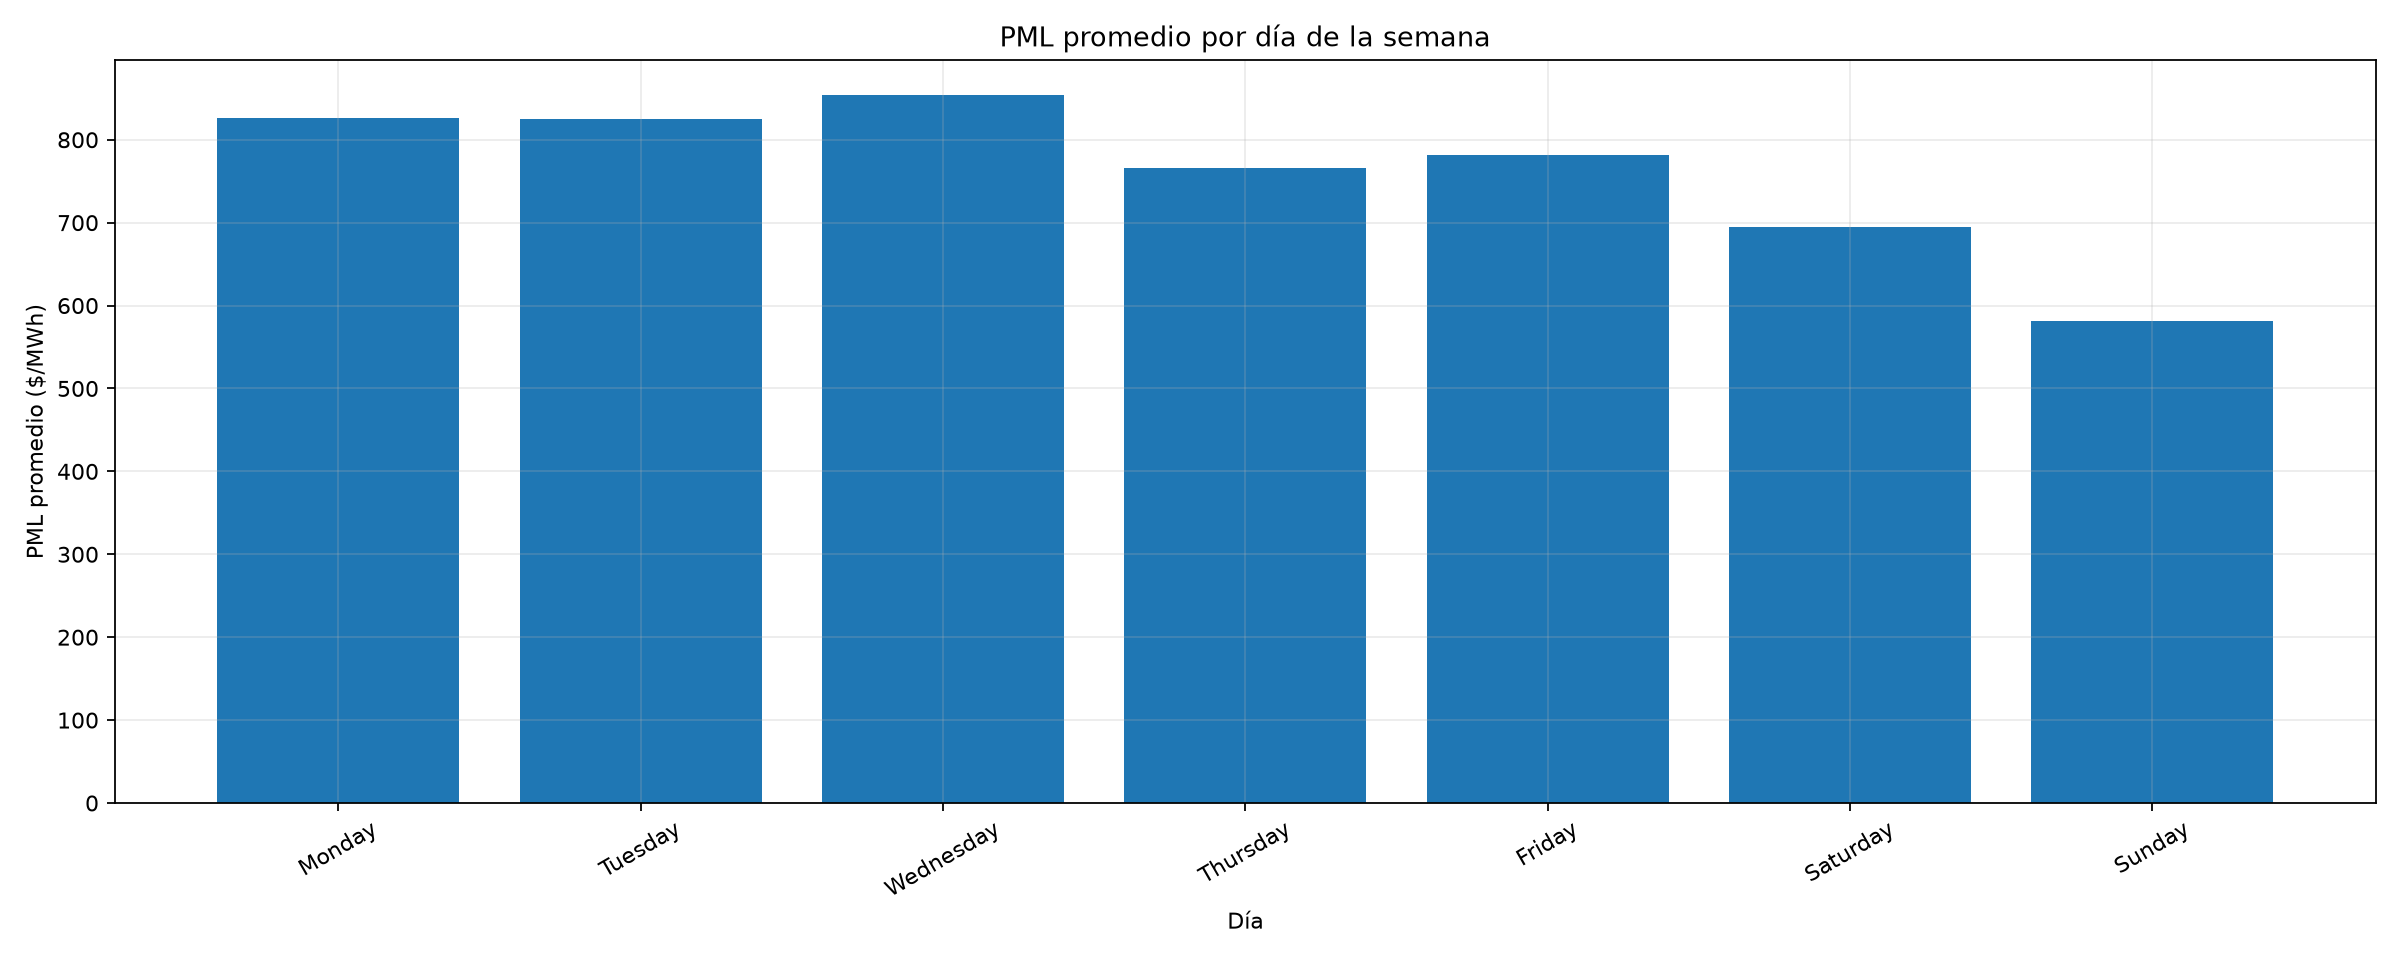 PML promedio por día de la semana
PML promedio ($/MWh)
800
700
600
500
400
300
200
100
0
Monday
Tuesday
Wednesday
Thursday
Friday
Saturday
Sunday
Día